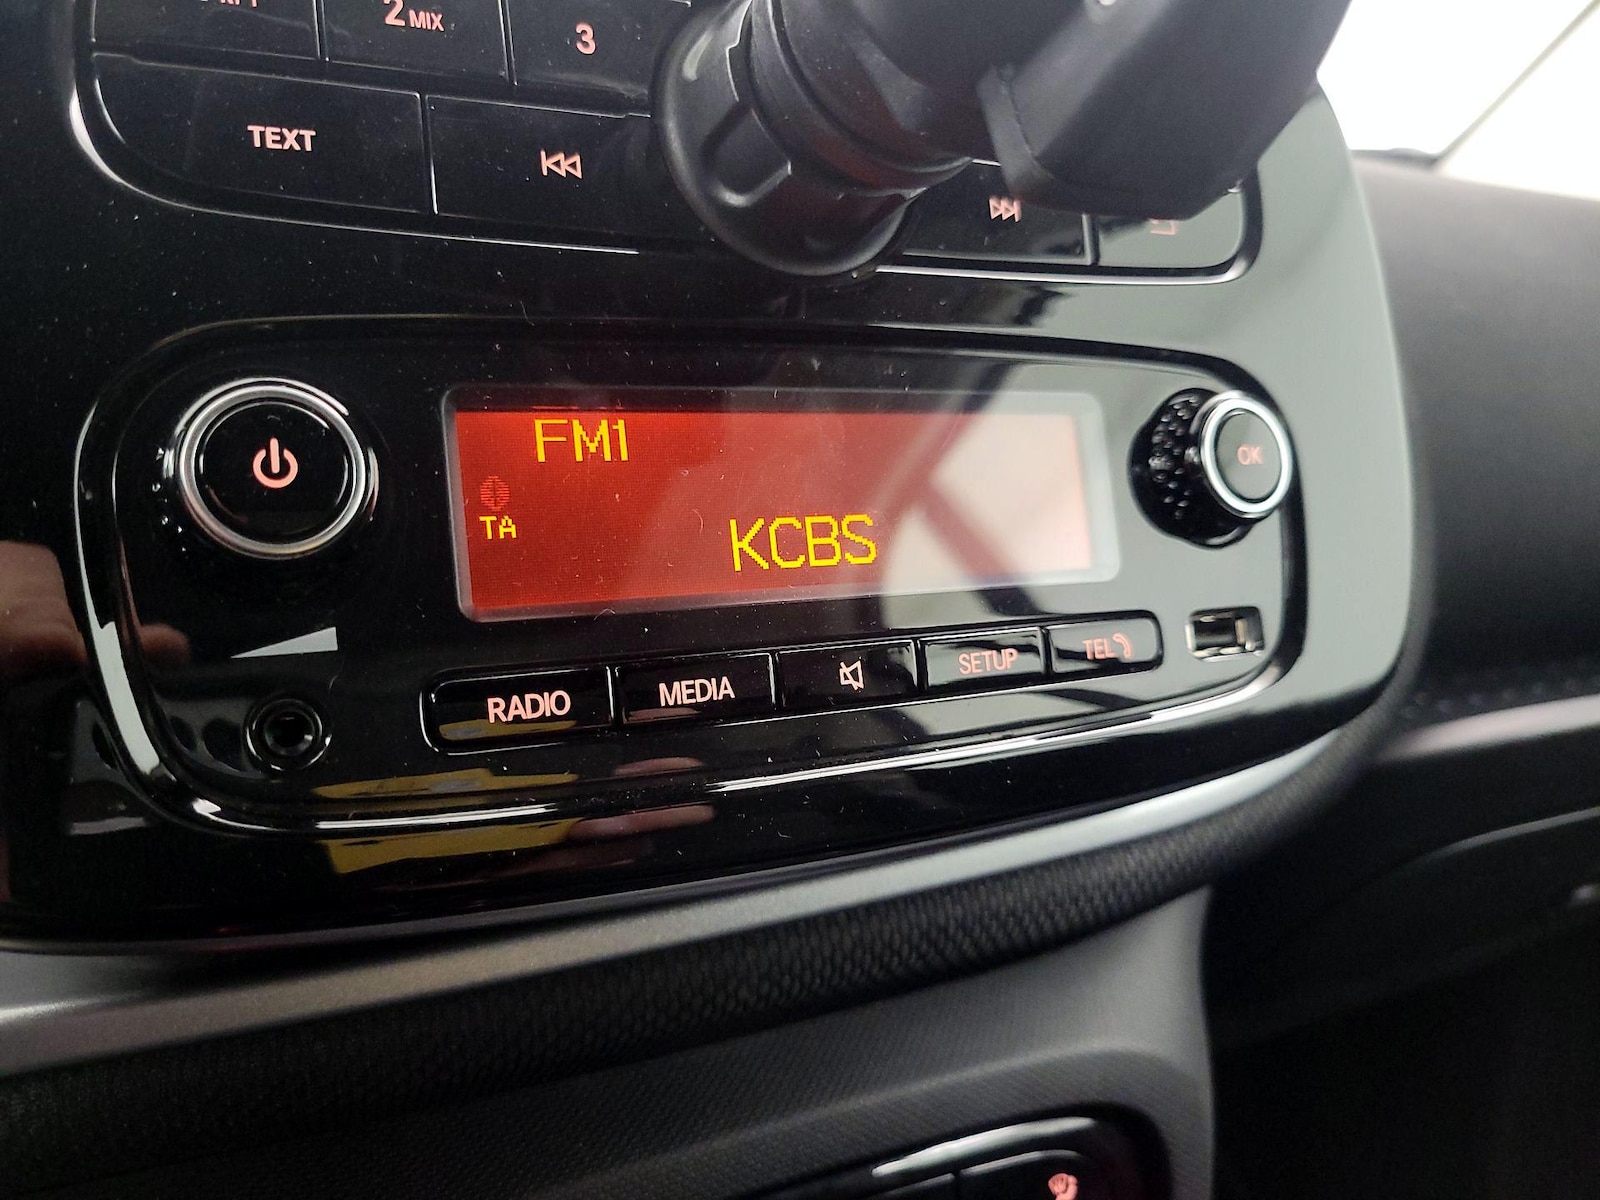 2 MIX
3
TEXT
FM1
TA
KCBS
OK
RADIO
MEDIA
SETUP
TEL